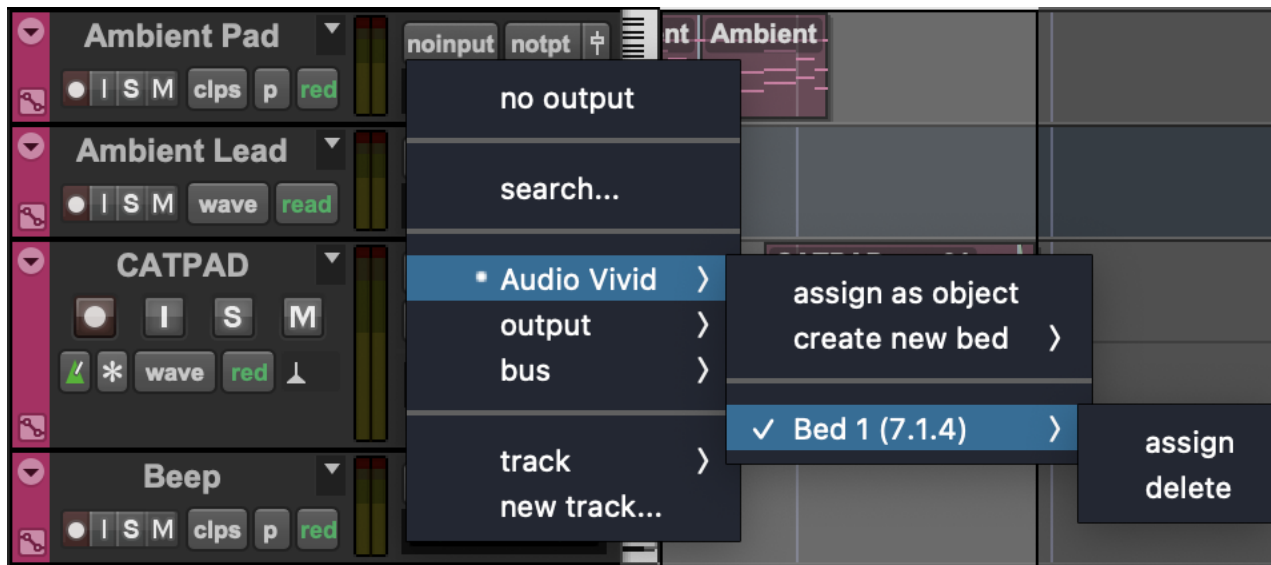 Ambient Pad
noinput notpt
nt Ambient
I S M clps p red
no output
Ambient Lead
search...
I S M wave read
CATPAD
Audio Vivid
assign as object
output
create new bed
I S M
bus
* wave red
Bed 1 (7.1.4)
assign
track
Beep
delete
new track...
I S M clps p red